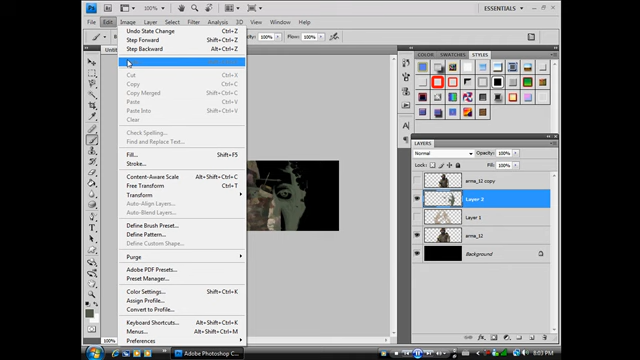 Ps
100%
ESSENTIALS
Edit Image Layer Select Filter Analysis 3D
Undo State Change Ctrl+Z
Step Forward Shift+Ctrl+Z
Step Backward Alt+Ctrl+Z
Cut Ctrl+X
Copy Ctrl+C
Copy Merged Shift+Ctrl+C
Paste Ctrl+V
Paste Into Shift+Ctrl+V
Clear
Check Spelling...
Find and Replace Text...
Fill... Shift+F5
Stroke...
Content-Aware Scale Alt+Shift+Ctrl+C
Free Transform Ctrl+T
Transform
Auto-Align Layers...
Auto-Blend Layers...
Define Brush Preset...
Define Pattern...
Define Custom Shape...
Purge
Adobe PDF Presets...
Preset Manager...
Color Settings... Shift+Ctrl+K
Assign Profile...
Convert to Profile...
Keyboard Shortcuts... Alt+Shift+Ctrl+K
Menus... Alt+Shift+Ctrl+M
Preferences
100% Flow: 100%
COLOR SWATCHES STYLES
LAYERS
Normal Opacity: 100%
Lock: Fill: 100%
arma_12 copy
Layer 2
Layer 1
arma_12
Background
100%
Adobe Photoshop C...
8:03 PM